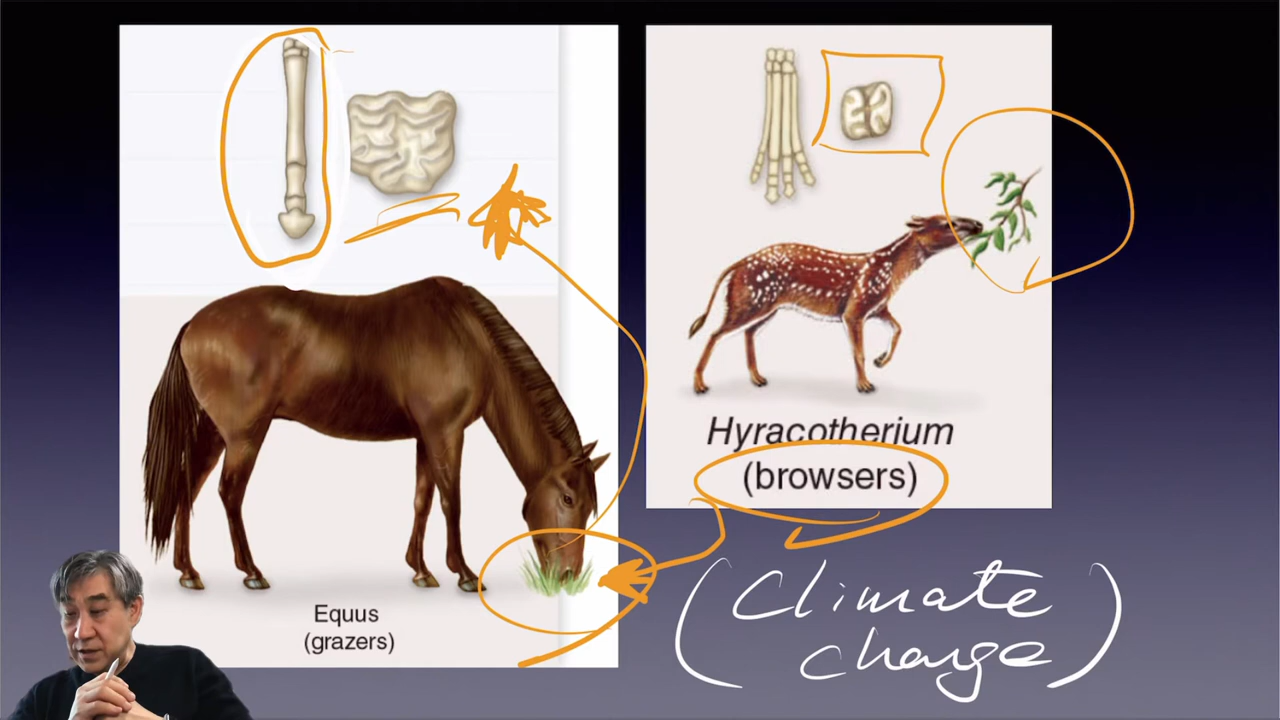 Equus
(grazers)
Hyracotherium
(browsers)
(Climate
change)